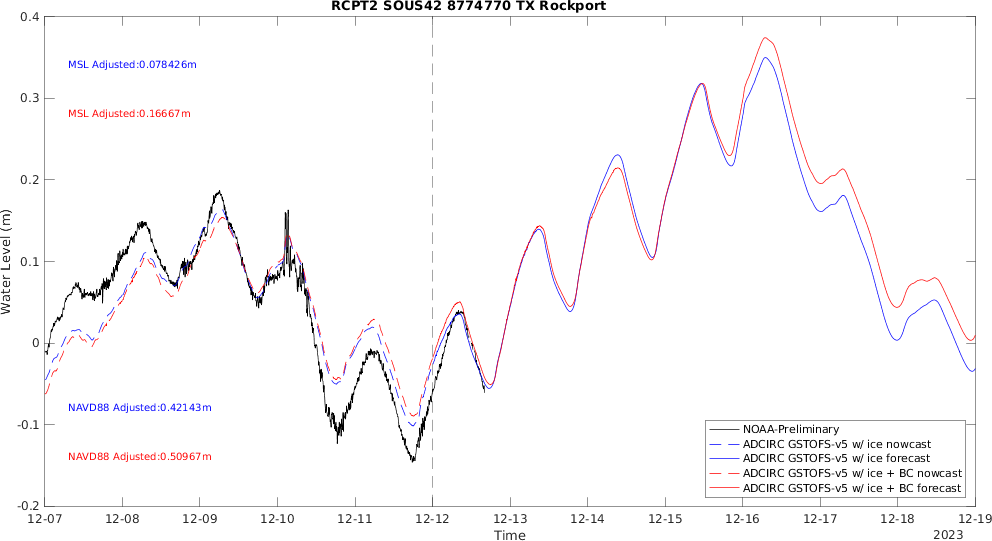 RCPT2 SOUS42 8774770 TX Rockport
0.4
0.3
0.2
0.1
0
-0.1
-0.2
Water Level (m)
MSL Adjusted:0.078426m
MSL Adjusted:0.16667m
NAVD88 Adjusted:0.42143m
NAVD88 Adjusted:0.50967m
NOAA-Preliminary
ADCIRC GSTOFS-v5 w/ ice nowcast
ADCIRC GSTOFS-v5 w/ ice forecast
ADCIRC GSTOFS-v5 w/ ice + BC nowcast
ADCIRC GSTOFS-v5 w/ ice + BC forecast
12-07 12-08 12-09 12-10 12-11 12-12 12-13 12-14 12-15 12-16 12-17 12-18 12-19
Time
2023